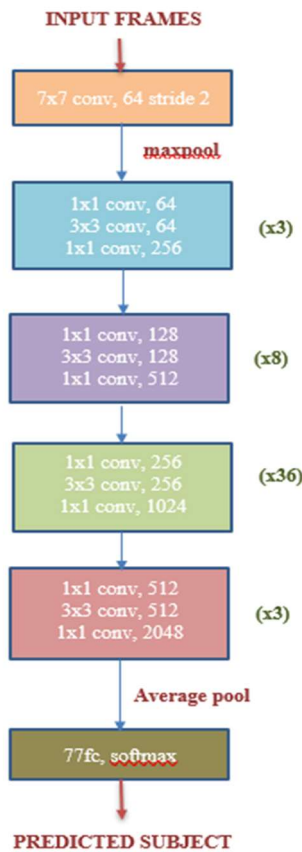 INPUT FRAMES
7x7 conv, 64 stride 2
maxpool
1x1 conv, 64
3x3 conv, 64
1x1 conv, 256
(x3)
1x1 conv, 128
3x3 conv, 128
1x1 conv, 512
(x8)
1x1 conv, 256
3x3 conv, 256
1x1 conv, 1024
(x36)
1x1 conv, 512
3x3 conv, 512
1x1 conv, 2048
(x3)
Average pool
77fc, softmax
PREDICTED SUBJECT